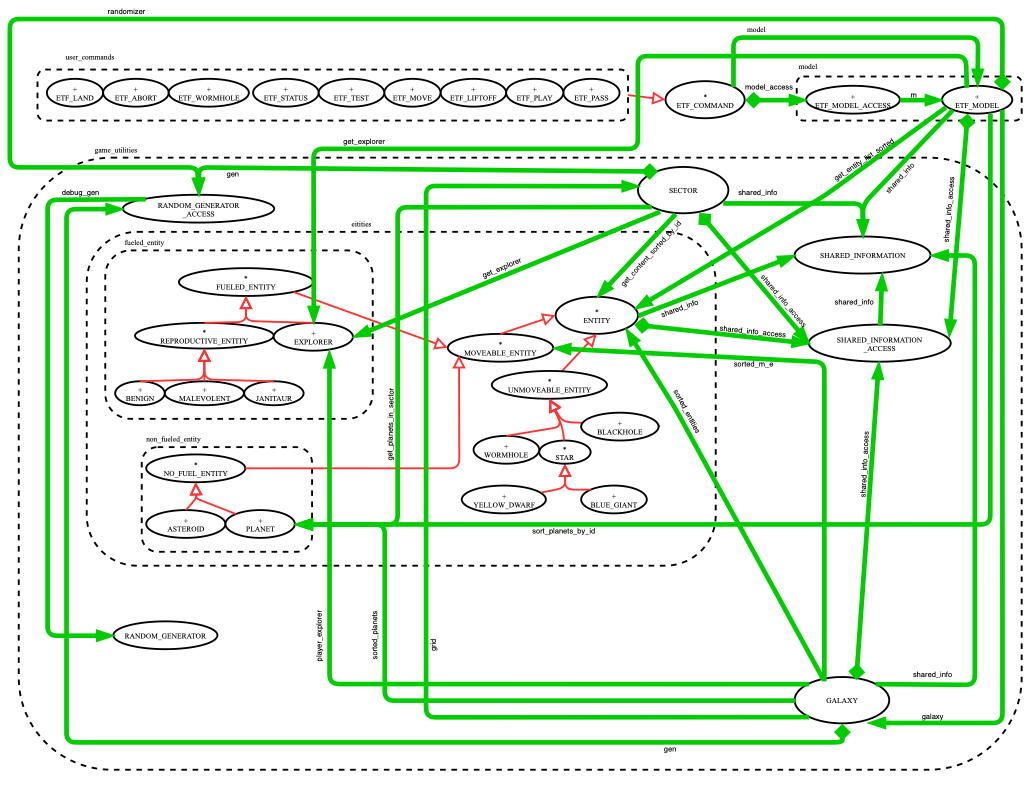 randomizer
model
user_commands
model
+
ETF_LAND
+
ETF_ABORT
+
ETF_WORMHOLE
+
ETF_STATUS
+
ETF_TEST
+
ETF_MOVE
+
ETF_LIFTOFF
+
ETF_PLAY
+
ETF_PASS
*
ETF_COMMAND
model_access
+
ETF_MODEL_ACCESS
m
+
ETF_MODEL
get_explorer
game_utilities
get_entity_list_sorted
shared_info
shared_info_access
gen
debug_gen
RANDOM_GENERATOR
_ACCESS
SECTOR
shared_info
eitities
fueled_entity
get_explorer
get_content_sorted_by_id
shared_info_access
SHARED_INFORMATION
*
FUELED_ENTITY
shared_info
*
ENTITY
shared_info
*
REPRODUCTIVE_ENTITY
+
EXPLORER
*
MOVEABLE_ENTITY
shared_info_access
SHARED_INFORMATION
_ACCESS
sorted_m_e
*
UNMOVEABLE_ENTITY
+
BENIGN
+
MALEVOLENT
+
JANITAUR
get_planets_in_sector
sorted_entities
+
BLACKHOLE
non_fueled_entity
+
WORMHOLE
*
STAR
*
NO_FUEL_ENTITY
shared_info_access
+
YELLOW_DWARF
+
BLUE_GIANT
+
ASTEROID
+
PLANET
sort_planets_by_id
RANDOM_GENERATOR
player_explorer
sorted_planets
grid
shared_info
GALAXY
galaxy
gen